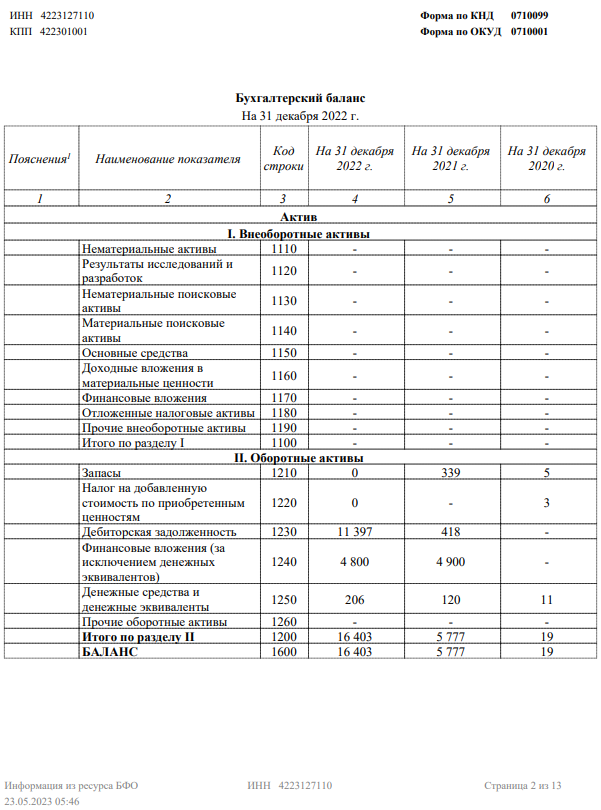 ИНН 4223127110 Форма по КНД 0710099
КПП 422301001 Форма по ОКУД 0710001
Бухгалтерский баланс
На 31 декабря 2022 г.
Пояснения1 Наименование показателя Код строки На 31 декабря 2022 г. На 31 декабря 2021 г. На 31 декабря 2020 г.
1 2 3 4 5 6
Актив
I. Внеоборотные активы
Нематериальные активы 1110 - - -
Результаты исследований и
разработок 1120 - - -
Нематериальные поисковые
активы 1130 - - -
Материальные поисковые
активы 1140 - - -
Основные средства 1150 - - -
Доходные вложения в
материальные ценности 1160 - - -
Финансовые вложения 1170 - - -
Отложенные налоговые активы 1180 - - -
Прочие внеоборотные активы 1190 - - -
Итого по разделу I 1100 - - -
II. Оборотные активы
Запасы 1210 0 339 5
Налог на добавленную
стоимость по приобретенным
ценностям 1220 0 - 3
Дебиторская задолженность 1230 11 397 418 -
Финансовые вложения (за
исключением денежных
эквивалентов) 1240 4 800 4 900 -
Денежные средства и
денежные эквиваленты 1250 206 120 11
Прочие оборотные активы 1260 - - -
Итого по разделу II 1200 16 403 5 777 19
БАЛАНС 1600 16 403 5 777 19
Информация из ресурса БФО ИНН 4223127110 Страница 2 из 13
23.05.2023 05:46